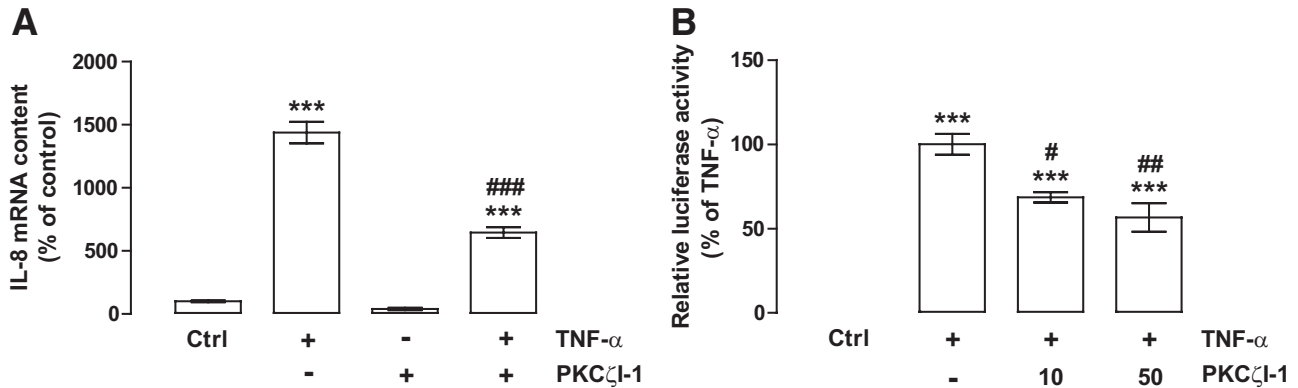 A
IL-8 mRNA content
(% of control)
2000
1500
1000
500
0
***
###
***
Ctrl + - + TNF-α
- + + PKCζI-1
B
Relative luciferase activity
(% of TNF-α)
150
100
50
0
***
#
***
##
***
Ctrl + + + TNF-α
- 10 50 PKCζI-1